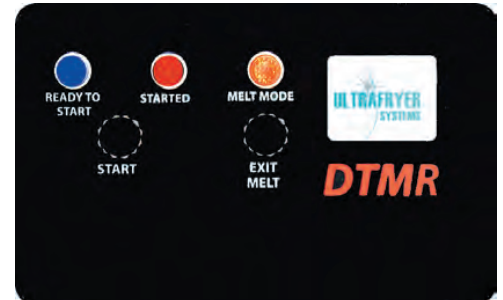 READY TO
START
STARTED
MELT MODE
START
EXIT
MELT
ULTRAFRYER
SYSTEMS
DTMR